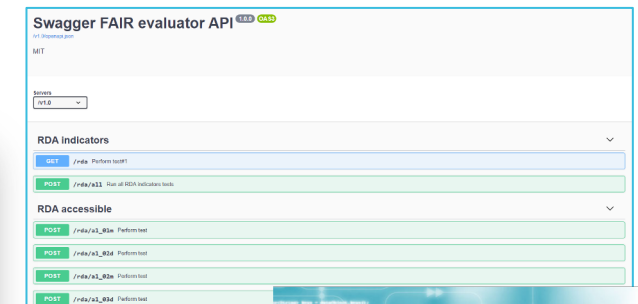 Swagger FAIR evaluator API 1.0.0 OAS3
/v1.0/openapi.json
MIT
Servers
/v1.0
RDA indicators
GET /rda Perform test#1
POST /rda/all Run all RDA indicators tests
RDA accessible
POST /rda/a1_01m Perform test
POST /rda/a1_02d Perform test
POST /rda/a1_02m Perform test
POST /rda/a1_03d Perform test